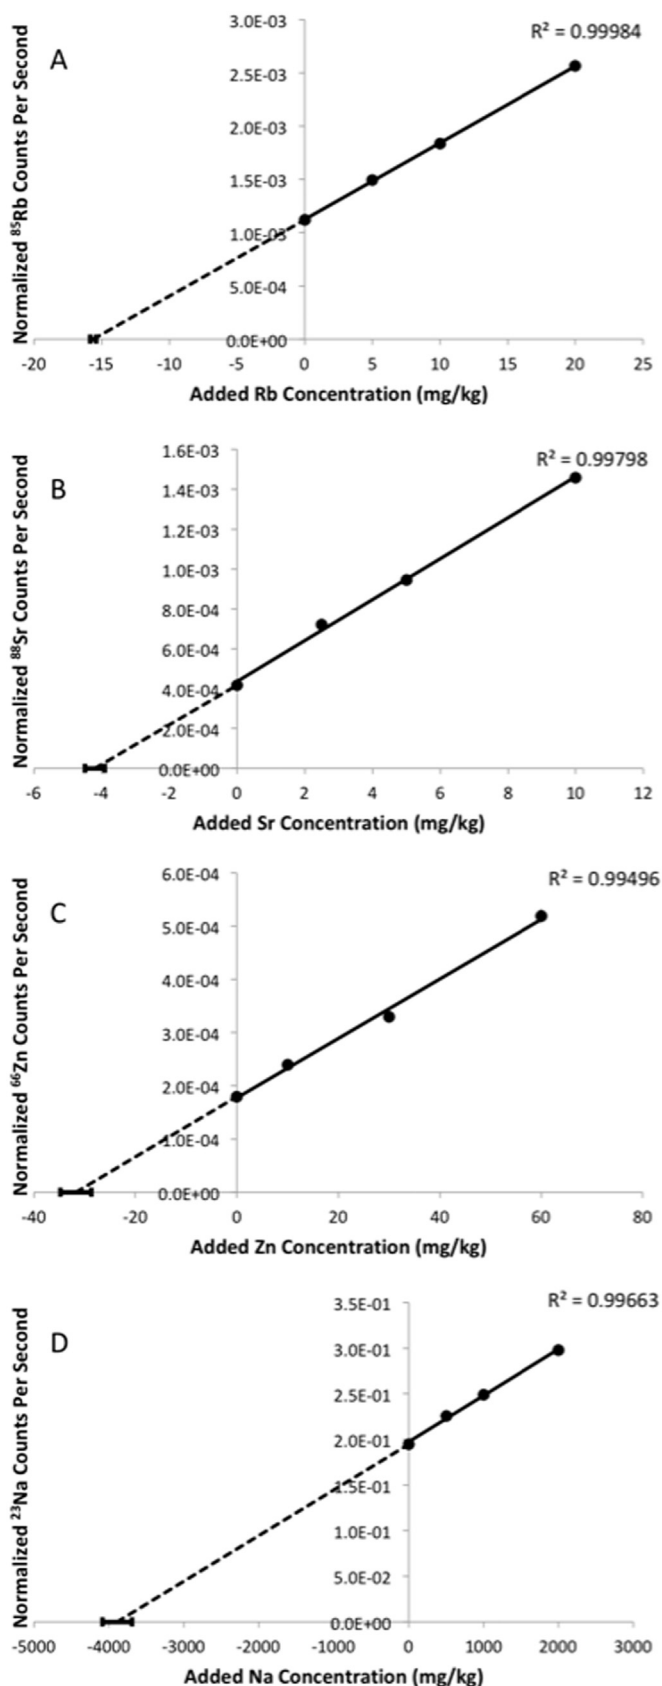 A
R² = 0.99984
Normalized ⁸⁵Rb Counts Per Second
3.0E-03
2.5E-03
2.0E-03
1.5E-03
1.0E-03
5.0E-04
0.0E+00
-20 -15 -10 -5 0 5 10 15 20 25
Added Rb Concentration (mg/kg)
B
R² = 0.99798
Normalized ⁸⁸Sr Counts Per Second
1.6E-03
1.4E-03
1.2E-03
1.0E-03
8.0E-04
6.0E-04
4.0E-04
2.0E-04
0.0E+00
-6 -4 -2 0 2 4 6 8 10 12
Added Sr Concentration (mg/kg)
C
R² = 0.99496
Normalized ⁶⁶Zn Counts Per Second
6.0E-04
5.0E-04
4.0E-04
3.0E-04
2.0E-04
1.0E-04
0.0E+00
-40 -20 0 20 40 60 80
Added Zn Concentration (mg/kg)
D
R² = 0.99663
Normalized ²³Na Counts Per Second
3.5E-01
3.0E-01
2.5E-01
2.0E-01
1.5E-01
1.0E-01
5.0E-02
0.0E+00
-5000 -4000 -3000 -2000 -1000 0 1000 2000 3000
Added Na Concentration (mg/kg)